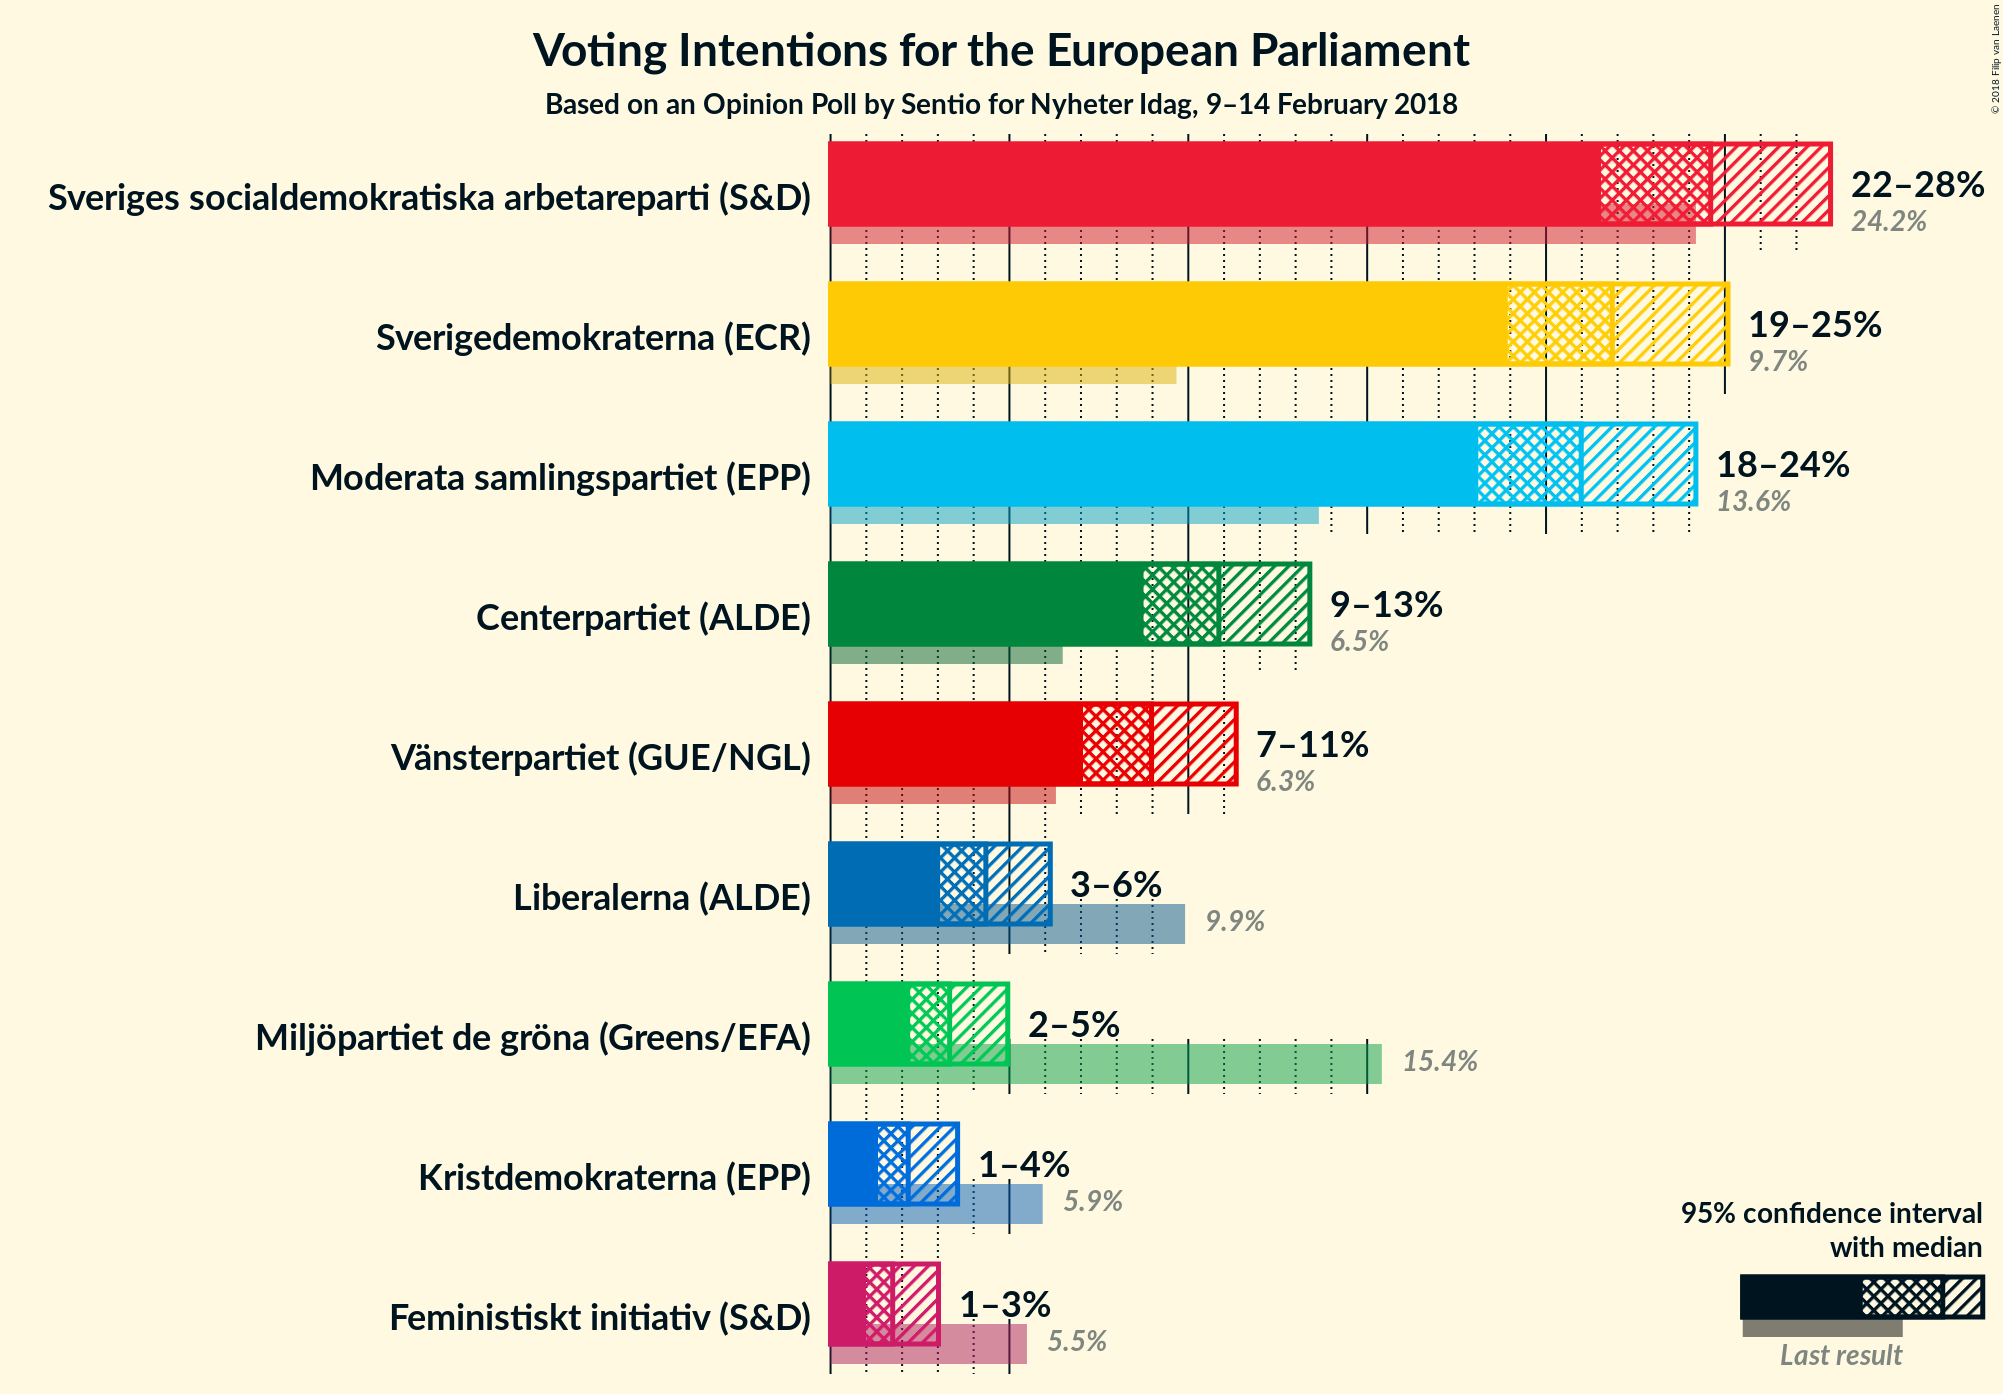 Voting Intentions for the European Parliament
Based on an Opinion Poll by Sentio for Nyheter Idag, 9–14 February 2018
© 2018 Filip van Laenen
Sveriges socialdemokratiska arbetareparti (S&D)
22–28%
24.2%
Sverigedemokraterna (ECR)
19–25%
9.7%
Moderata samlingspartiet (EPP)
18–24%
13.6%
Centerpartiet (ALDE)
9–13%
6.5%
Vänsterpartiet (GUE/NGL)
7–11%
6.3%
Liberalerna (ALDE)
3–6%
9.9%
Miljöpartiet de gröna (Greens/EFA)
2–5%
15.4%
Kristdemokraterna (EPP)
1–4%
5.9%
Feministiskt initiativ (S&D)
1–3%
5.5%
95% confidence interval
with median
Last result